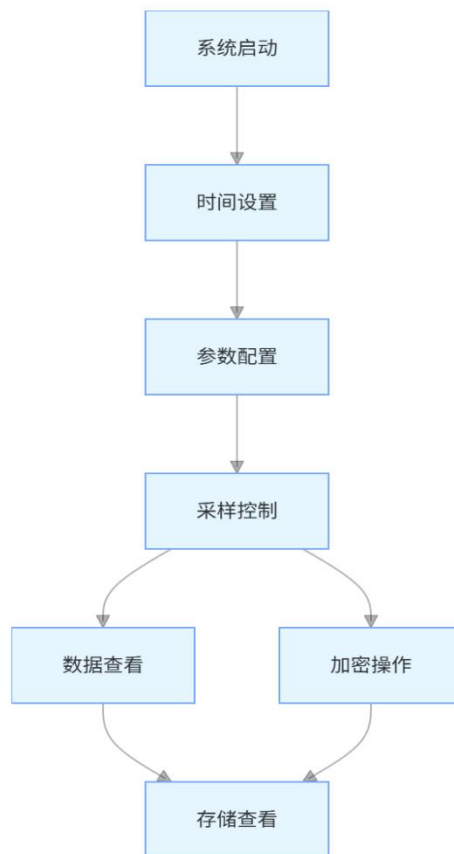 系统启动
时间设置
参数配置
采样控制
数据查看
加密操作
存储查看